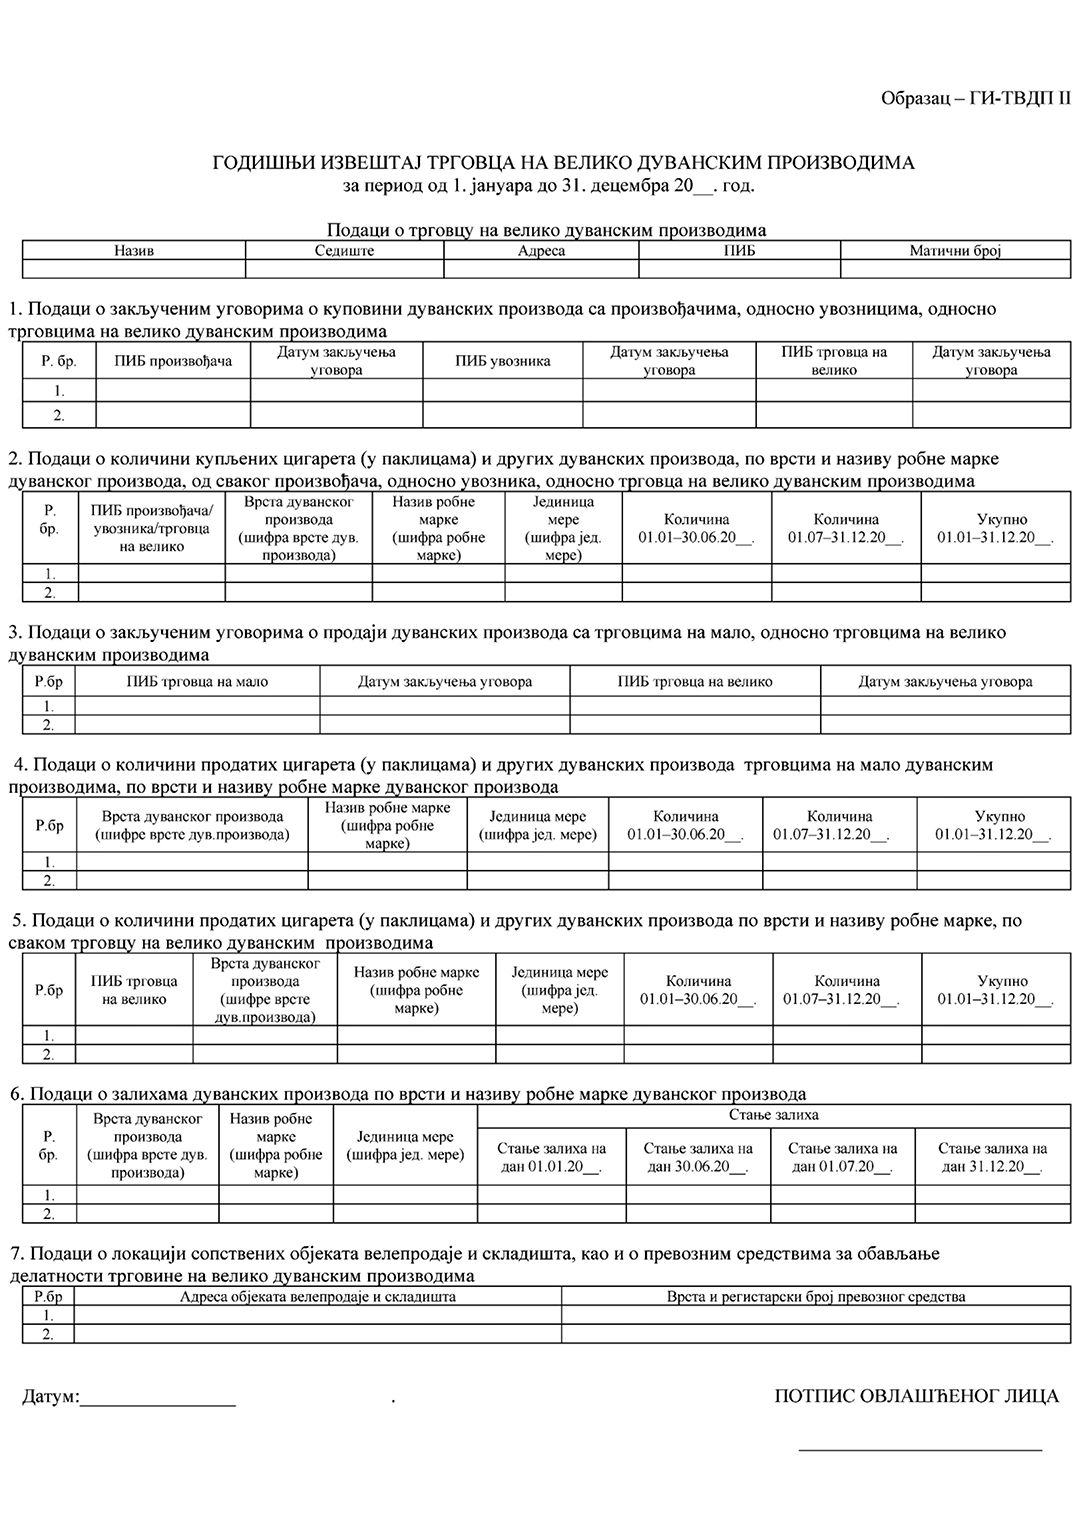 Образац – ГИ-ТВДП II
ГОДИШЊИ ИЗВЕШТАЈ ТРГОВЦА НА ВЕЛИКО ДУВАНСКИМ ПРОИЗВОДИМА
за период од 1. јануара до 31. децембра 20__. год.
Подаци о трговцу на велико дуванским производима
Назив Седиште Адреса ПИБ Матични број
1. Подаци о закљученим уговорима о куповини дуванских производа са произвођачима, односно увозницима, односно
трговцима на велико дуванским производима
Р. бр. ПИБ произвођача Датум закључења уговора ПИБ увозника Датум закључења уговора ПИБ трговца на велико Датум закључења уговора
1.
2.
2. Подаци о количини купљених цигарета (у паклицама) и других дуванских производа, по врсти и називу робне марке
дуванског производа, од сваког произвођача, односно увозника, односно трговца на велико дуванским производима
Р. бр. ПИБ произвођача/ увозника/трговца на велико Врста дуванског производа (шифра врсте дув. производа) Назив робне марке (шифра робне марке) Јединица мере (шифра јед. мере) Количина 01.01–30.06.20__. Количина 01.07–31.12.20__. Укупно 01.01–31.12.20__.
1.
2.
3. Подаци о закљученим уговорима о продаји дуванских производа са трговцима на мало, односно трговцима на велико
дуванским производима
Р.бр ПИБ трговца на мало Датум закључења уговора ПИБ трговца на велико Датум закључења уговора
1.
2.
4. Подаци о количини продатих цигарета (у паклицама) и других дуванских производа трговцима на мало дуванским
производима, по врсти и називу робне марке дуванског производа
Р.бр Врста дуванског производа (шифре врсте дув.производа) Назив робне марке (шифра робне марке) Јединица мере (шифра јед. мере) Количина 01.01–30.06.20__. Количина 01.07–31.12.20__. Укупно 01.01–31.12.20__.
1.
2.
5. Подаци о количини продатих цигарета (у паклицама) и других дуванских производа по врсти и називу робне марке, по
сваком трговцу на велико дуванским производима
Р.бр ПИБ трговца на велико Врста дуванског производа (шифре врсте дув.производа) Назив робне марке (шифра робне марке) Јединица мере (шифра јед. мере) Количина 01.01–30.06.20__. Количина 01.07–31.12.20__. Укупно 01.01–31.12.20__.
1.
2.
6. Подаци о залихама дуванских производа по врсти и називу робне марке дуванског производа
Р. бр. Врста дуванског производа (шифра врсте дув. производа) Назив робне марке (шифра робне марке) Јединица мере (шифра јед. мере) Стање залиха
Стање залиха на дан 01.01.20__. Стање залиха на дан 30.06.20__. Стање залиха на дан 01.07.20__. Стање залиха на дан 31.12.20__.
1.
2.
7. Подаци о локацији сопствених објеката велепродаје и складишта, као и о превозним средствима за обављање
делатности трговине на велико дуванским производима
Р.бр Адреса објеката велепродаје и складишта Врста и регистарски број превозног средства
1.
2.
Датум:________________ . ПОТПИС ОВЛАШЋЕНОГ ЛИЦА